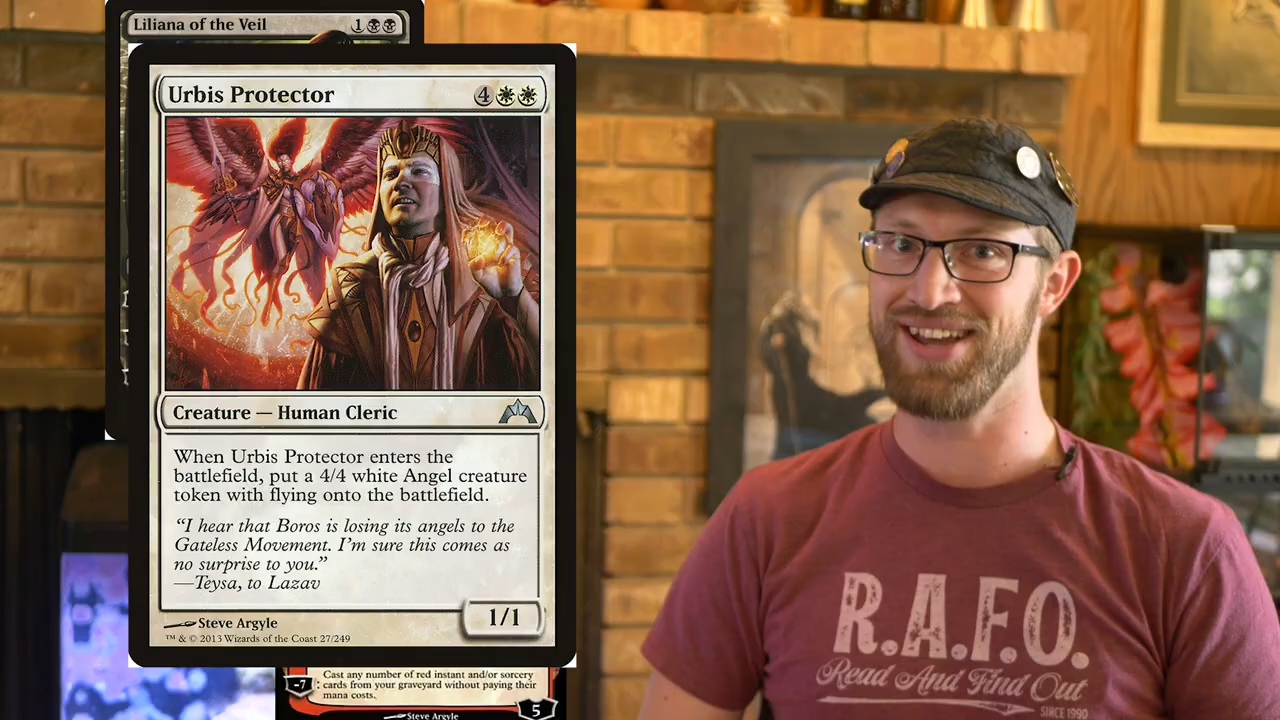 Liliana of the Veil 1
Urbis Protector 4
Creature — Human Cleric
When Urbis Protector enters the
battlefield, put a 4/4 white Angel creature
token with flying onto the battlefield.
“I hear that Boros is losing its angels to the
Gateless Movement. I’m sure this comes as
no surprise to you.”
—Teysa, to Lazav
1/1
Steve Argyle
™ & © 2013 Wizards of the Coast 27/249
-7
: Cast any number of red instant and/or sorcery
cards from your graveyard without paying their
mana costs.
5
Steve Argyle
R.A.F.O.
Read And Find Out
SINCE 1990